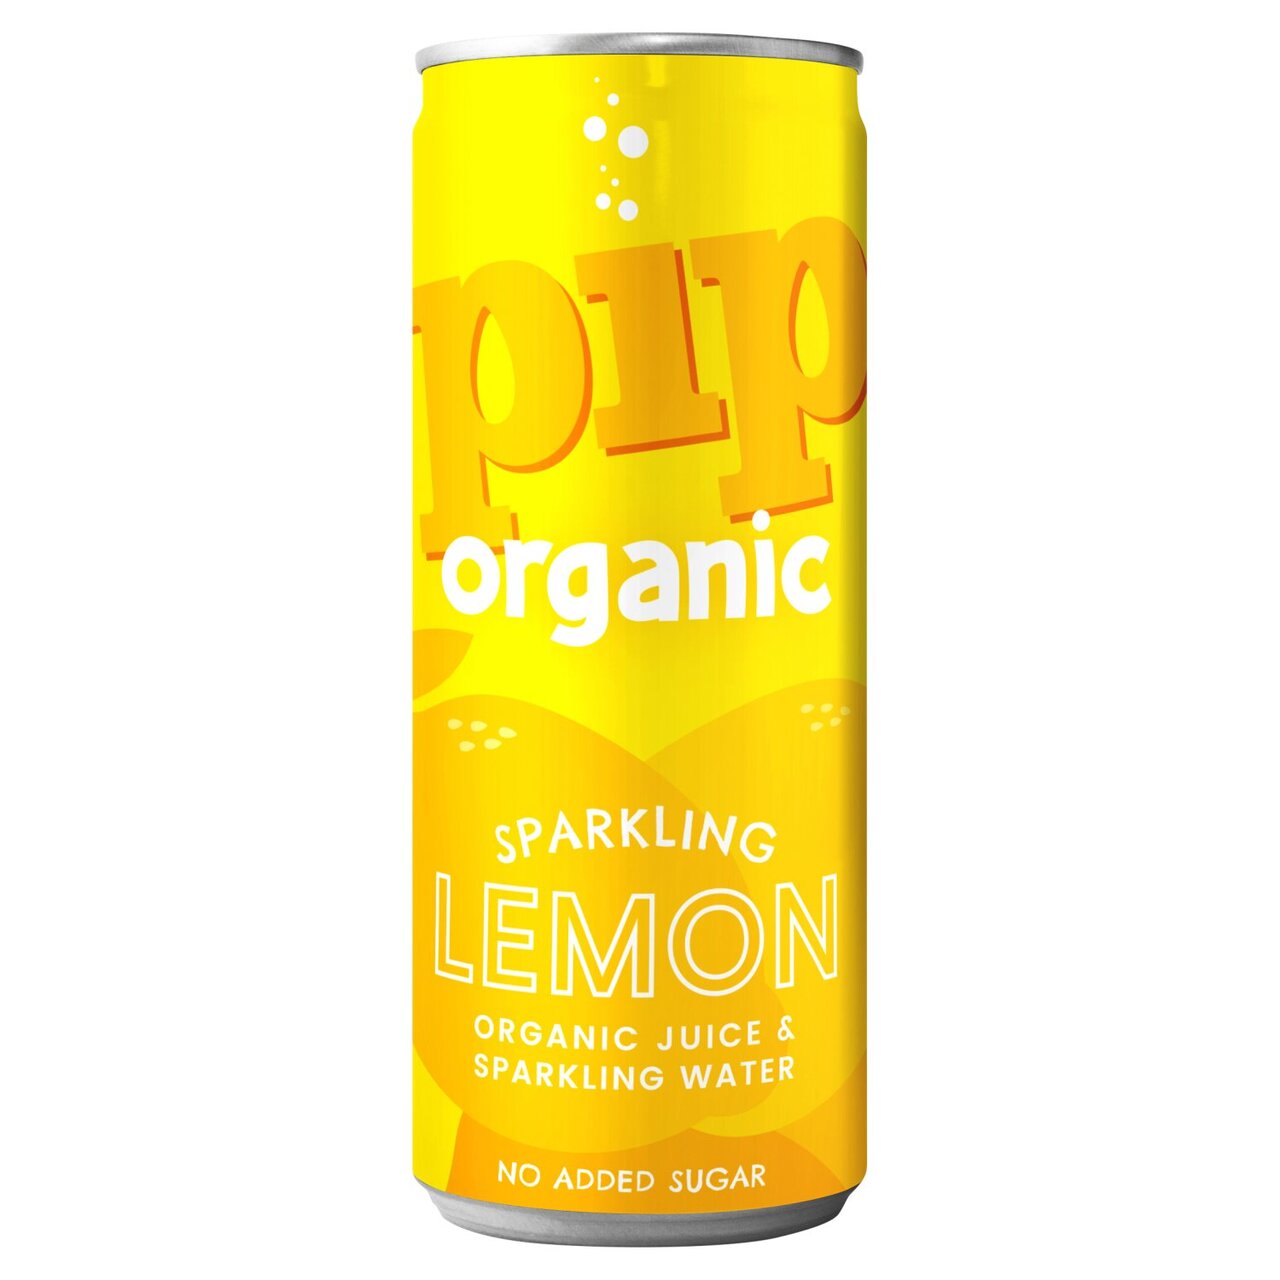 pip
organic
SPARKLING
LEMON
ORGANIC JUICE &
SPARKLING WATER
NO ADDED SUGAR